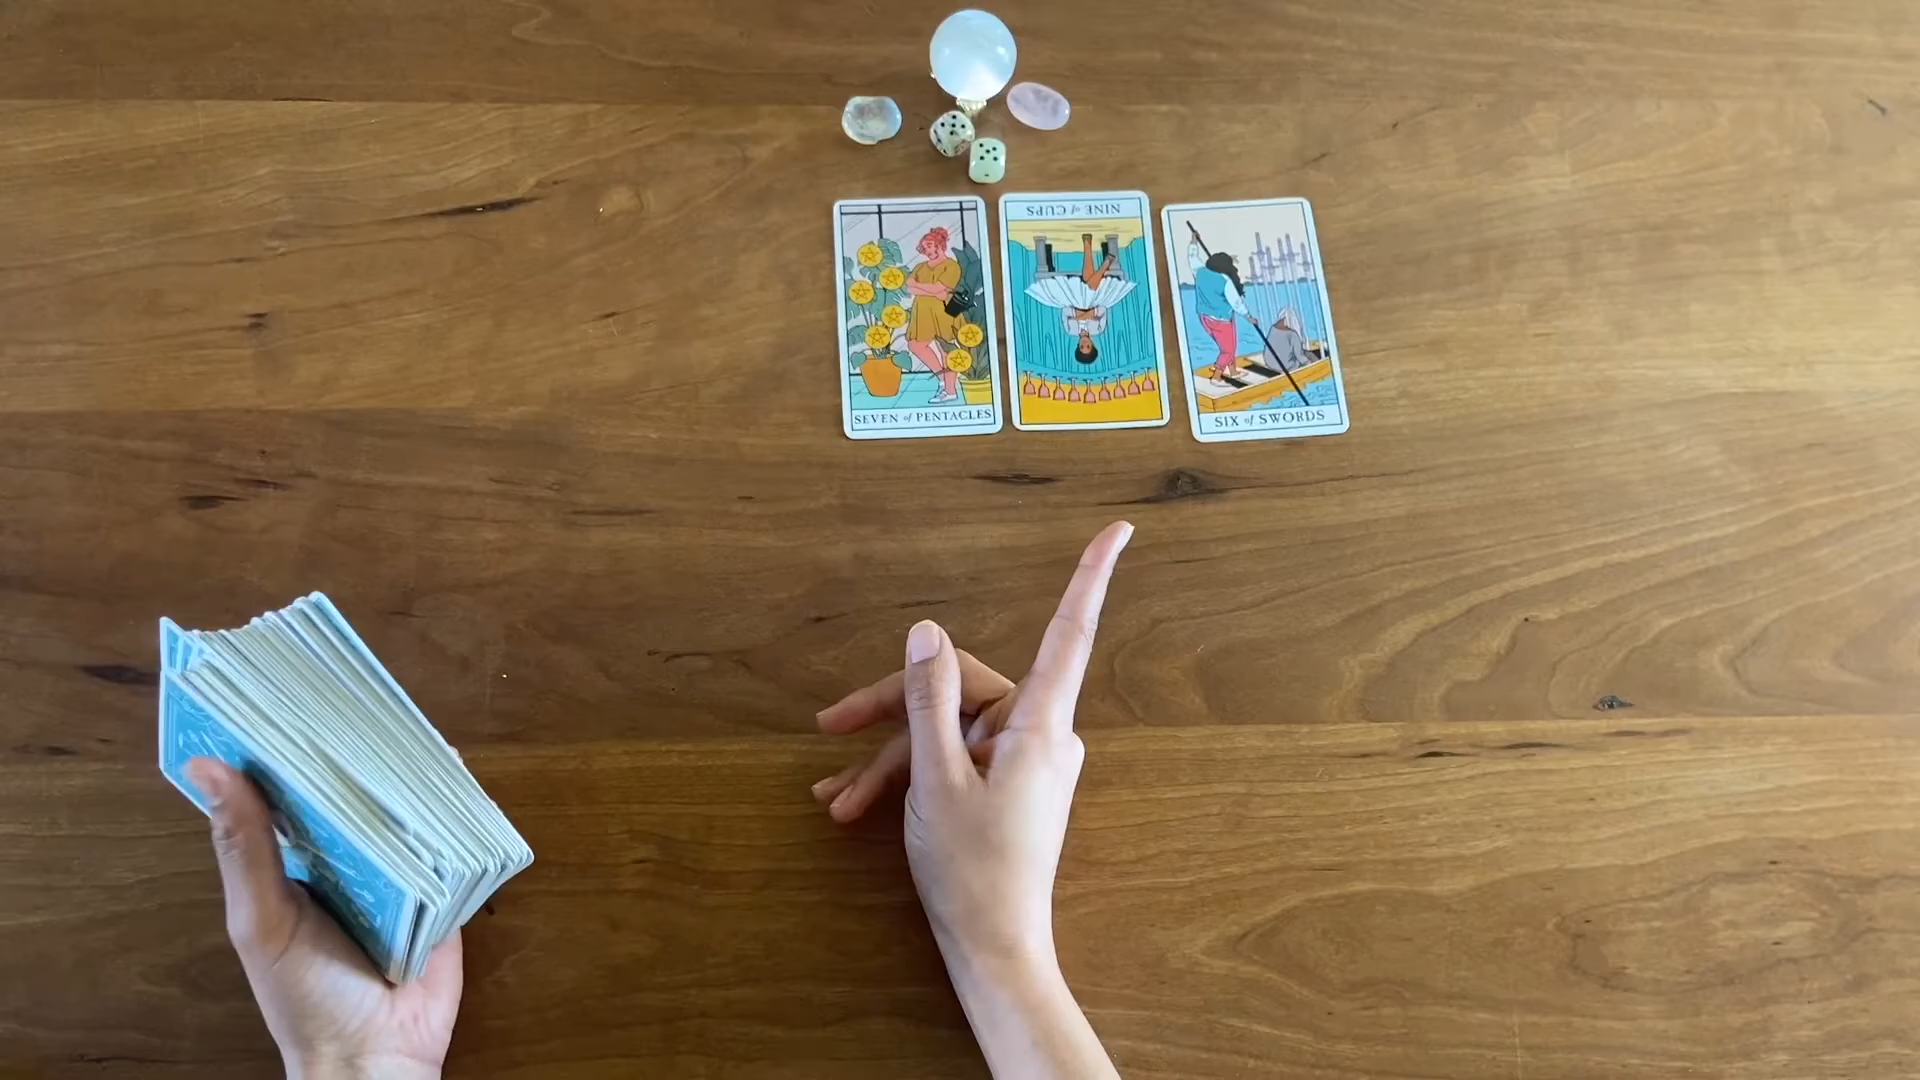 SEVEN of PENTACLES
NINE of CUPS
SIX of SWORDS